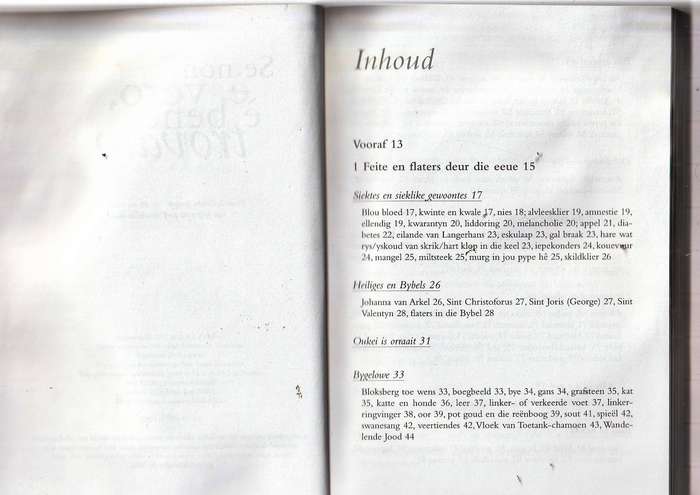 Inhoud
Vooraf 13
1 Feite en flaters deur die eeue 15
Siektes en sieklike gewoontes 17
Blou bloed 17, kwinte en kwale 17, nies 18; alvleesklier 19, amnestie 19,
ellendig 19, kwarantyn 20, liddoring 20, melancholie 20; appel 21, dia-
betes 22, eilande van Langerhans 23, eskulaap 23, gal braak 23, hare wat
rys/yskoud van skrik/hart klop in die keel 23, iepekonders 24, kouevuur
24, mangel 25, miltsteek 25, murg in jou pype hê 25, skildklier 26
Heiliges en Bybels 26
Johanna van Arkel 26, Sint Christoforus 27, Sint Joris (George) 27, Sint
Valentyn 28, flaters in die Bybel 28
Oukei is orraait 31
Bygelowe 33
Bloksberg toe wens 33, boegbeeld 33, bye 34, gans 34, grafsteen 35, kat
35, katte en honde 36, leer 37, linker- of verkeerde voet 37, linker-
ringvinger 38, oor 39, pot goud en die reënboog 39, sout 41, spieël 42,
swanesang 42, veertiendes 42, Vloek van Toetank-chamoen 43, Wande-
lende Jood 44